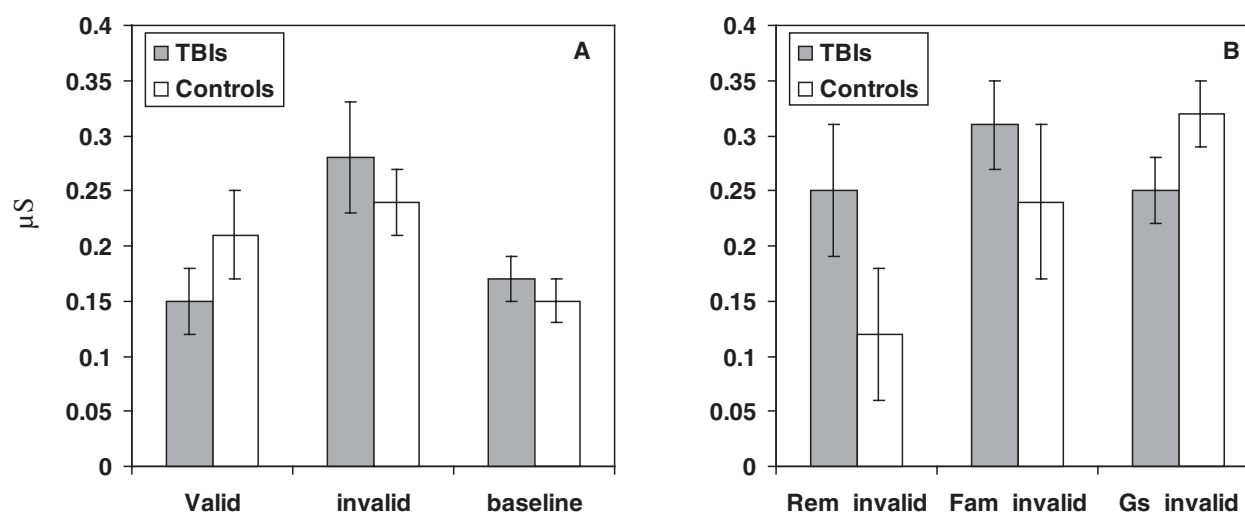 0.4
0.35
0.3
0.25
0.2
0.15
0.1
0.05
0
µS
TBIs
Controls
A
Valid invalid baseline
0.4
0.35
0.3
0.25
0.2
0.15
0.1
0.05
0
TBIs
Controls
B
Rem invalid Fam invalid Gs invalid